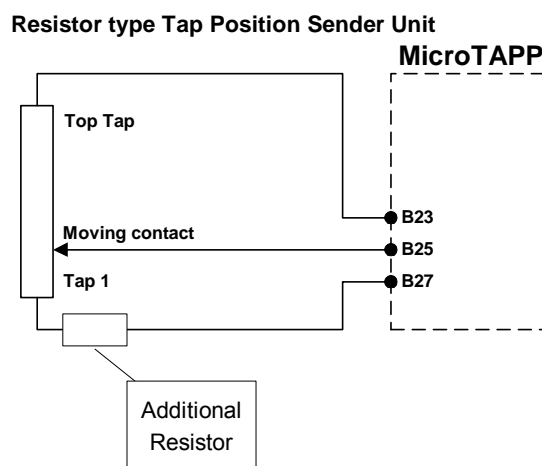 Resistor type Tap Position Sender Unit
MicroTAPP
Top Tap
B23
Moving contact
B25
Tap 1
B27
Additional
Resistor